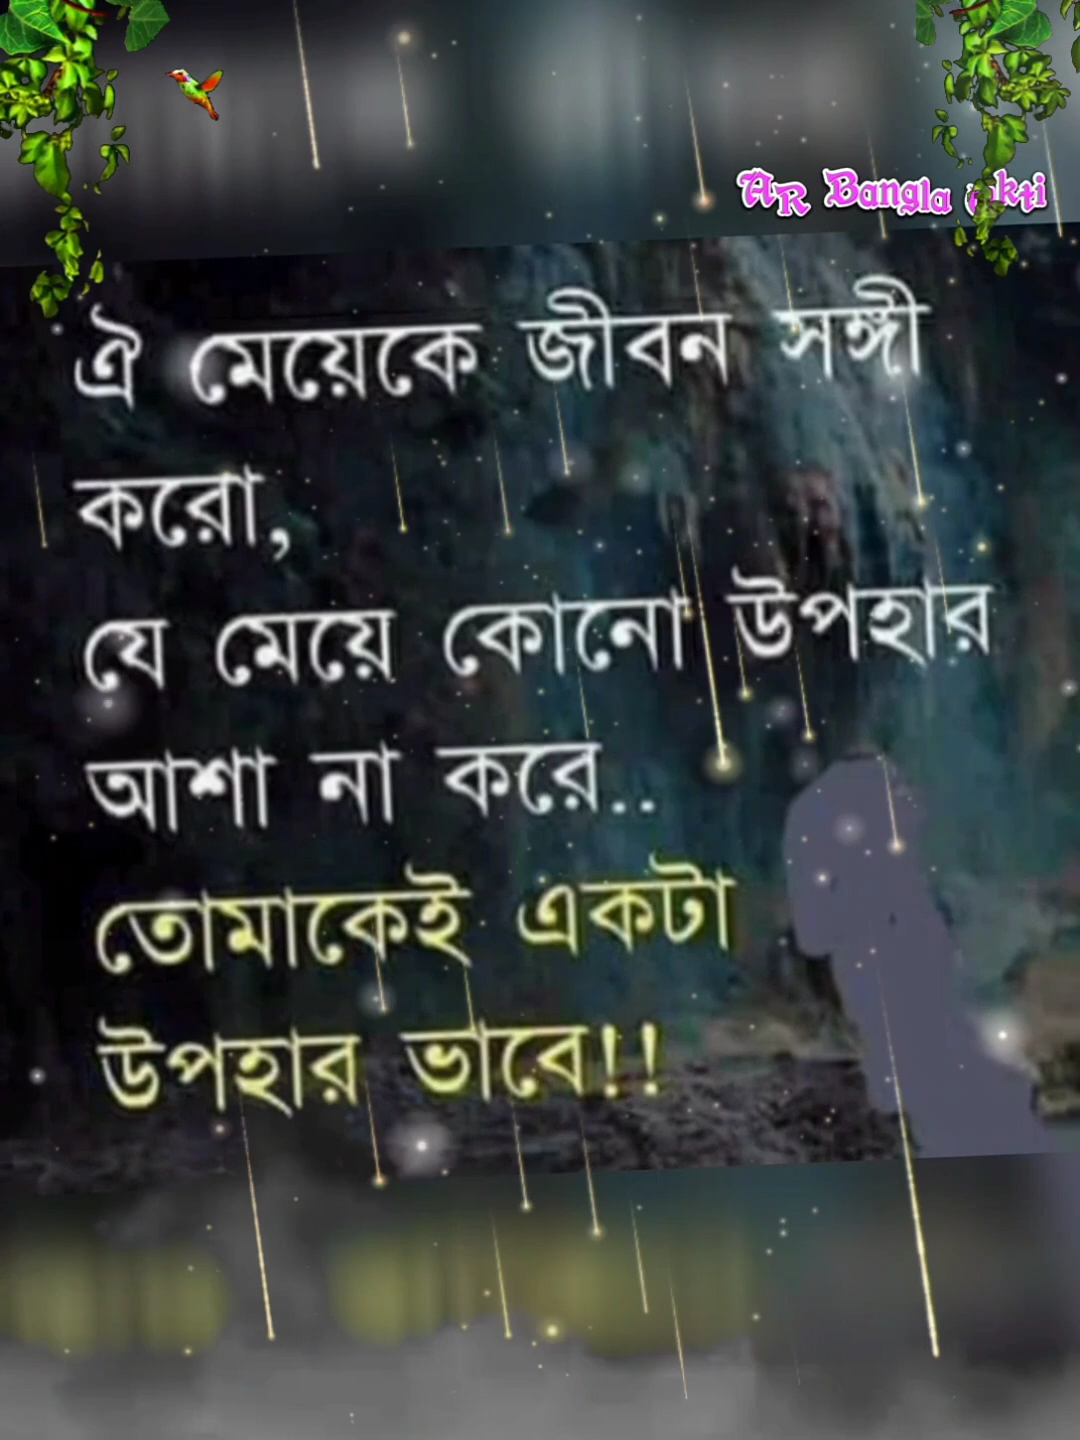 AR Bangla
ঐ মেয়েকে জীবন সঙ্গী
করো,
যে মেয়ে কোনো উপহার
আশা না করে..
তোমাকেই একটা
উপহার ভাবে!!